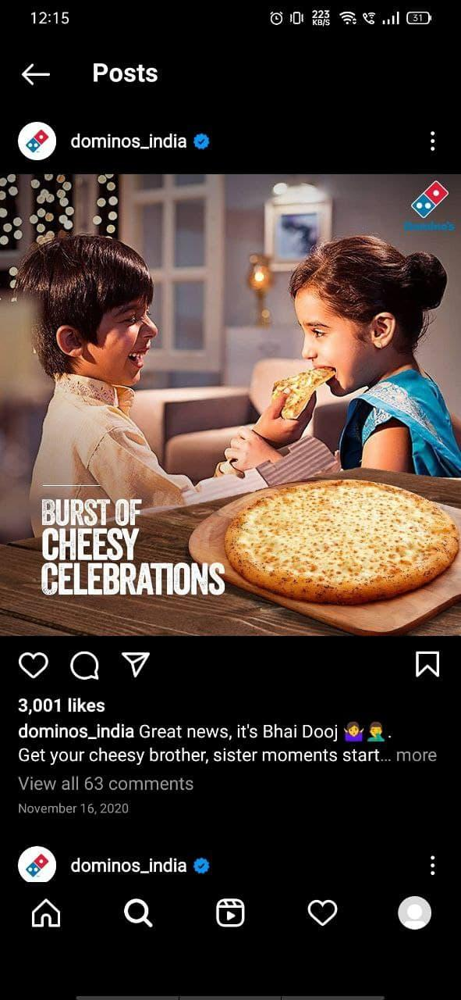 12:15
223
KB/S
31
Posts
dominos_india
Domino's
BURST OF
CHEESY
CELEBRATIONS
3,001 likes
dominos_india Great news, it's Bhai Dooj 🤷‍♀️🤦‍♂️.
Get your cheesy brother, sister moments start... more
View all 63 comments
November 16, 2020
dominos_india